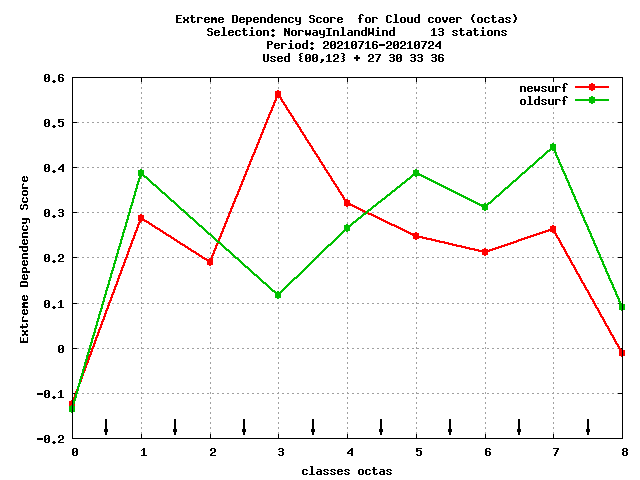 Extreme Dependency Score for Cloud cover (octas)
Selection: NorwayInlandWind 13 stations
Period: 20210716-20210724
Used {00,12} + 27 30 33 36
newsurf
oldsurf
Extreme Dependency Score
0.6
0.5
0.4
0.3
0.2
0.1
0
-0.1
-0.2
0 1 2 3 4 5 6 7 8
classes octas